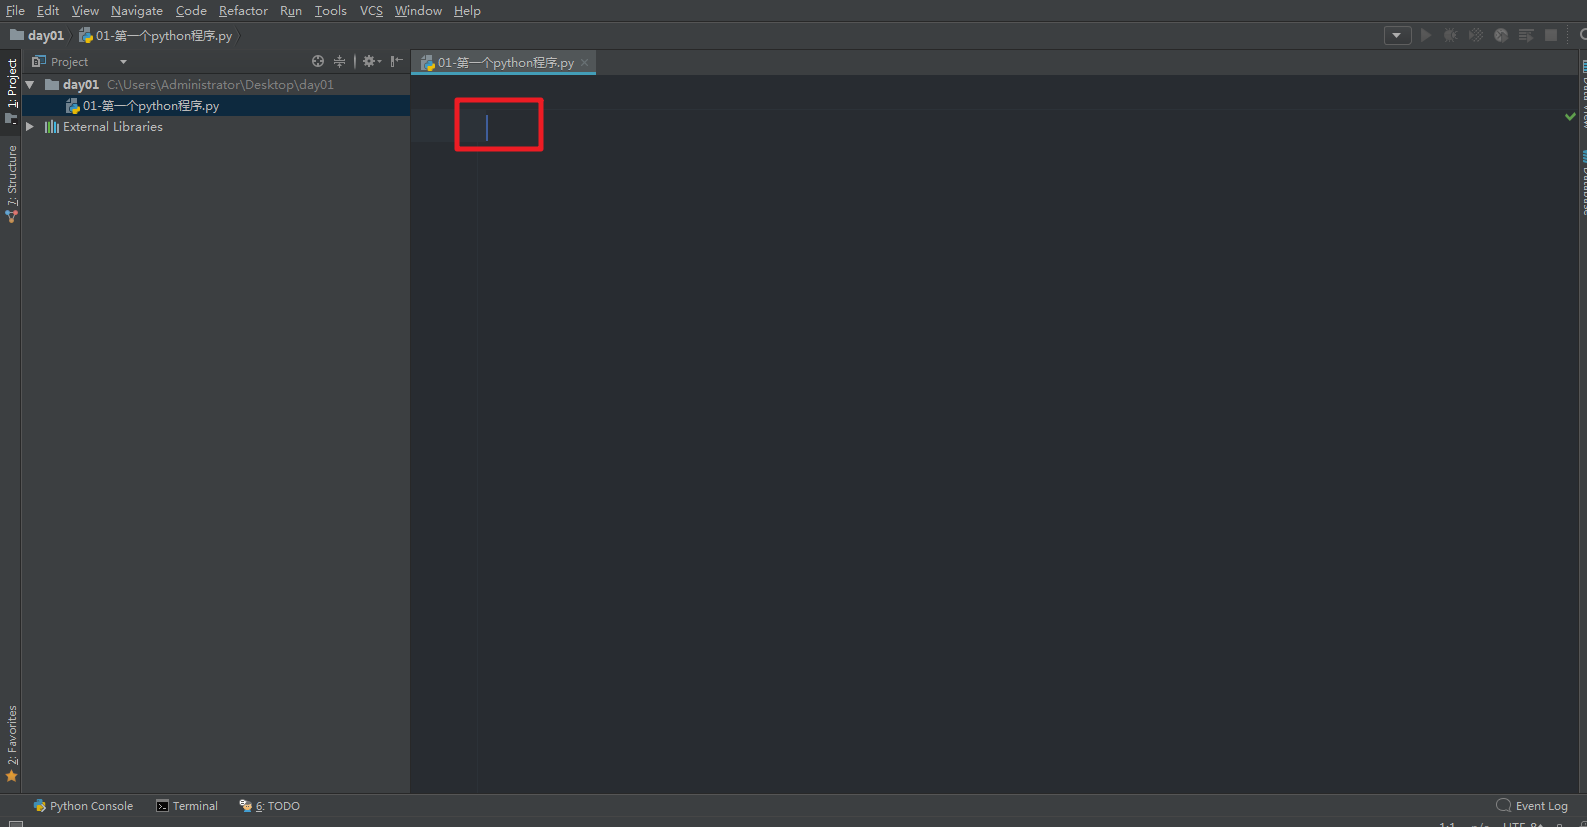 File Edit View Navigate Code Refactor Run Tools VCS Window Help
day01 01-第一个python程序.py
Project
01-第一个python程序.py
1: Project
day01 C:\Users\Administrator\Desktop\day01
01-第一个python程序.py
External Libraries
7: Structure
2: Favorites
Python Console Terminal 6: TODO Event Log